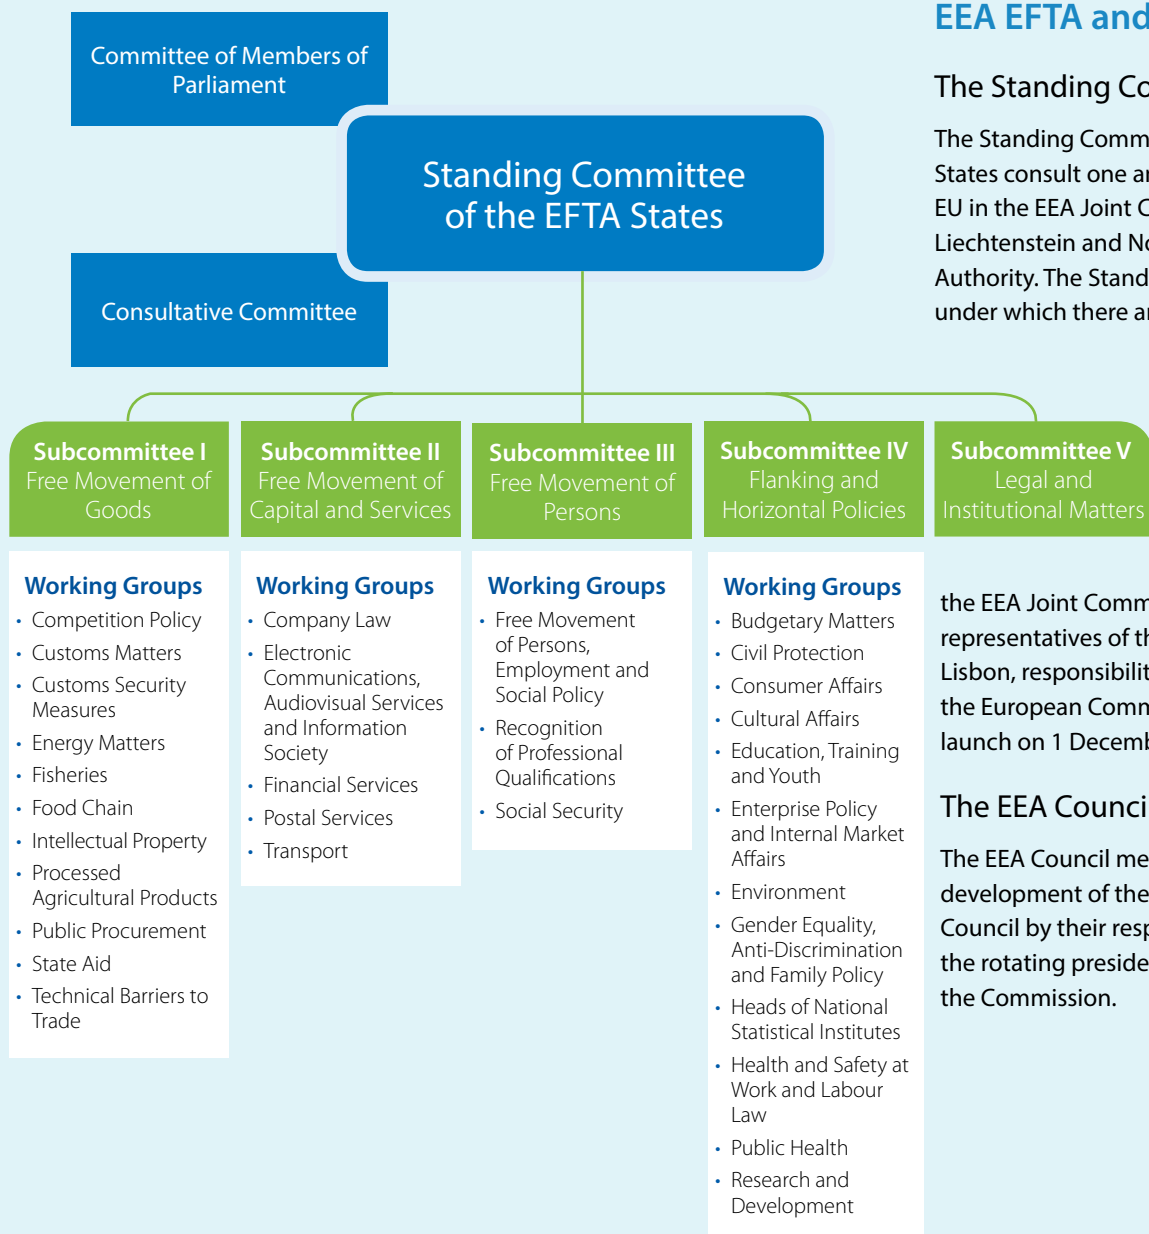 Committee of Members of
Parliament
Standing Committee
of the EFTA States
Consultative Committee
Subcommittee I
Free Movement of
Goods
Working Groups
• Competition Policy
• Customs Matters
• Customs Security
Measures
• Energy Matters
• Fisheries
• Food Chain
• Intellectual Property
• Processed
Agricultural Products
• Public Procurement
• State Aid
• Technical Barriers to
Trade
Subcommittee II
Free Movement of
Capital and Services
Working Groups
• Company Law
• Electronic
Communications,
Audiovisual Services
and Information
Society
• Financial Services
• Postal Services
• Transport
Subcommittee III
Free Movement of
Persons
Working Groups
• Free Movement
of Persons,
Employment and
Social Policy
• Recognition
of Professional
Qualifications
• Social Security
Subcommittee IV
Flanking and
Horizontal Policies
Working Groups
• Budgetary Matters
• Civil Protection
• Consumer Affairs
• Cultural Affairs
• Education, Training
and Youth
• Enterprise Policy
and Internal Market
Affairs
• Environment
• Gender Equality,
Anti-Discrimination
and Family Policy
• Heads of National
Statistical Institutes
• Health and Safety at
Work and Labour
Law
• Public Health
• Research and
Development
Subcommittee V
Legal and
Institutional Matters
EEA EFTA and
The Standing Co
The Standing Comm
States consult one a
EU in the EEA Joint C
Liechtenstein and No
Authority. The Stand
under which there a
the EEA Joint Comm
representatives of th
Lisbon, responsibilit
the European Comm
launch on 1 Decemb
The EEA Counci
The EEA Council me
development of the
Council by their resp
the rotating preside
the Commission.